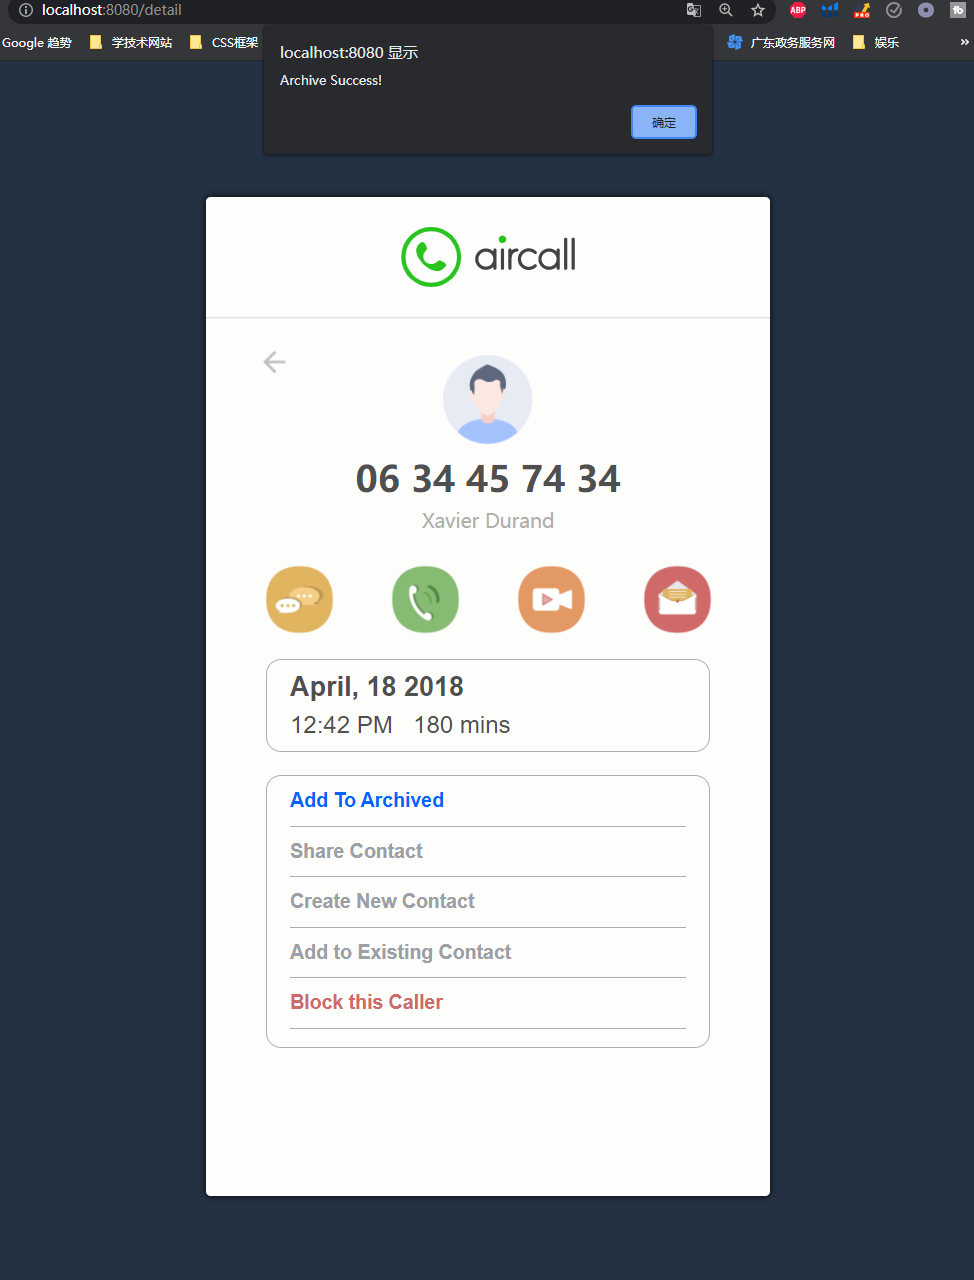 localhost:8080/detail
Google 趋势 学技术网站 CSS框架 广东政务服务网 娱乐 »
localhost:8080 显示
Archive Success!
确定
aircall
06 34 45 74 34
Xavier Durand
April, 18 2018
12:42 PM 180 mins
Add To Archived
Share Contact
Create New Contact
Add to Existing Contact
Block this Caller